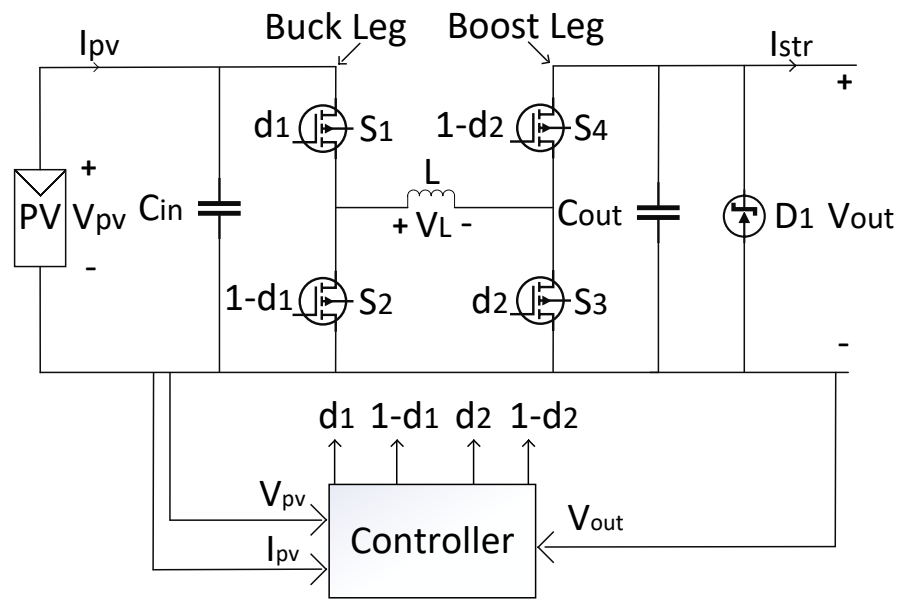 Ipv
Buck Leg
Boost Leg
Istr
+
d1
S1
1-d2
S4
+
PV
Vpv
-
Cin
L
+ VL -
Cout
D1
Vout
1-d1
S2
d2
S3
-
d1
1-d1
d2
1-d2
Vpv
Ipv
Controller
Vout